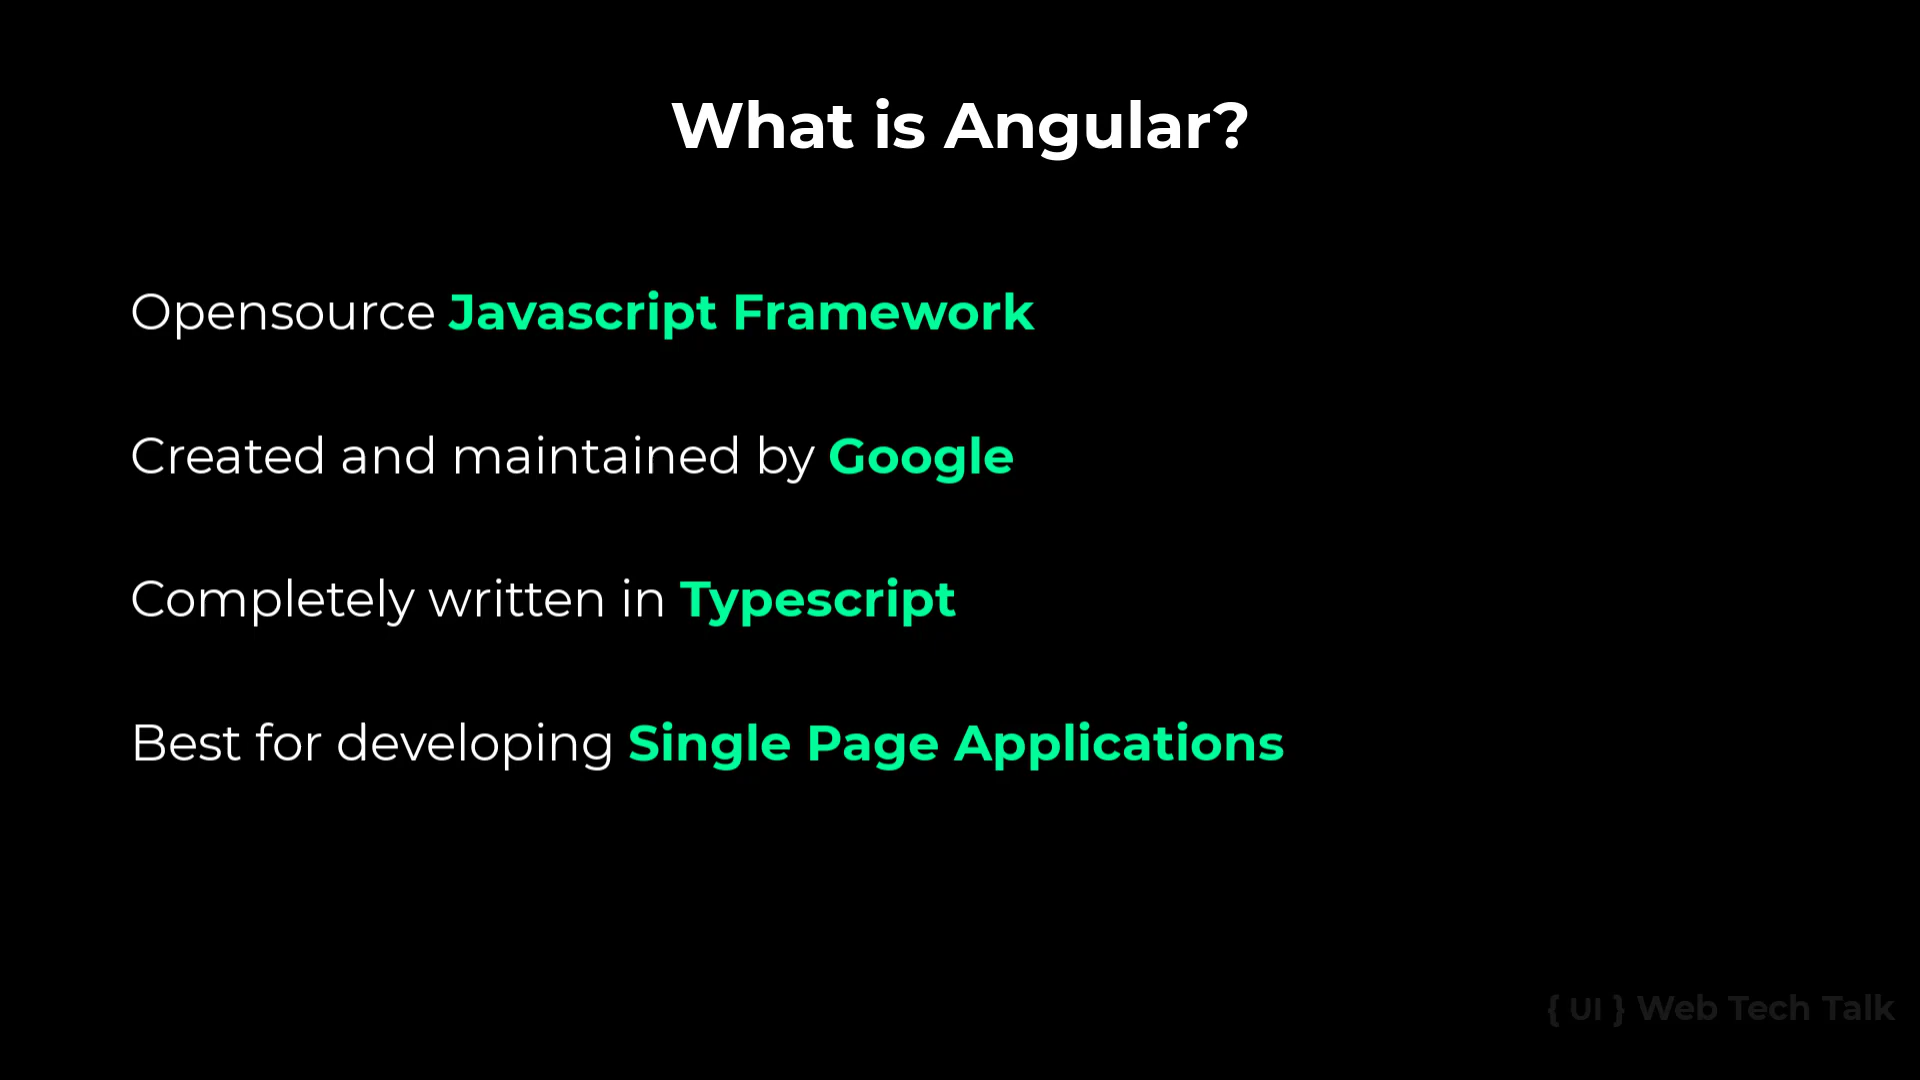 What is Angular?
Opensource Javascript Framework
Created and maintained by Google
Completely written in Typescript
Best for developing Single Page Applications
{ UI } Web Tech Talk